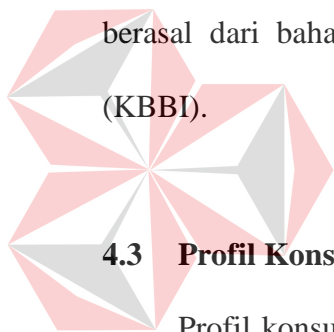 berasal dari baha
(KBBI).
4.3 Profil Kons
Profil konsu